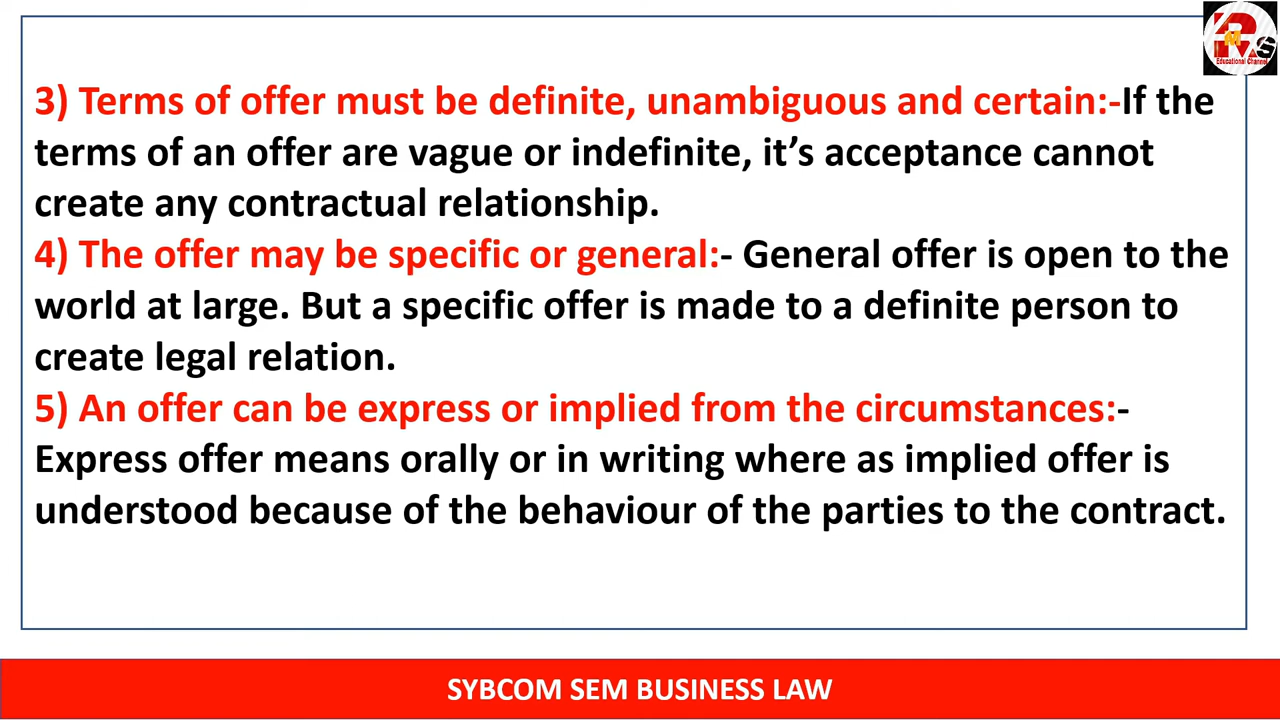 3) Terms of offer must be definite, unambiguous and certain:-If the
terms of an offer are vague or indefinite, it’s acceptance cannot
create any contractual relationship.
4) The offer may be specific or general:- General offer is open to the
world at large. But a specific offer is made to a definite person to
create legal relation.
5) An offer can be express or implied from the circumstances:-
Express offer means orally or in writing where as implied offer is
understood because of the behaviour of the parties to the contract.
SYBCOM SEM BUSINESS LAW
Educational Channel